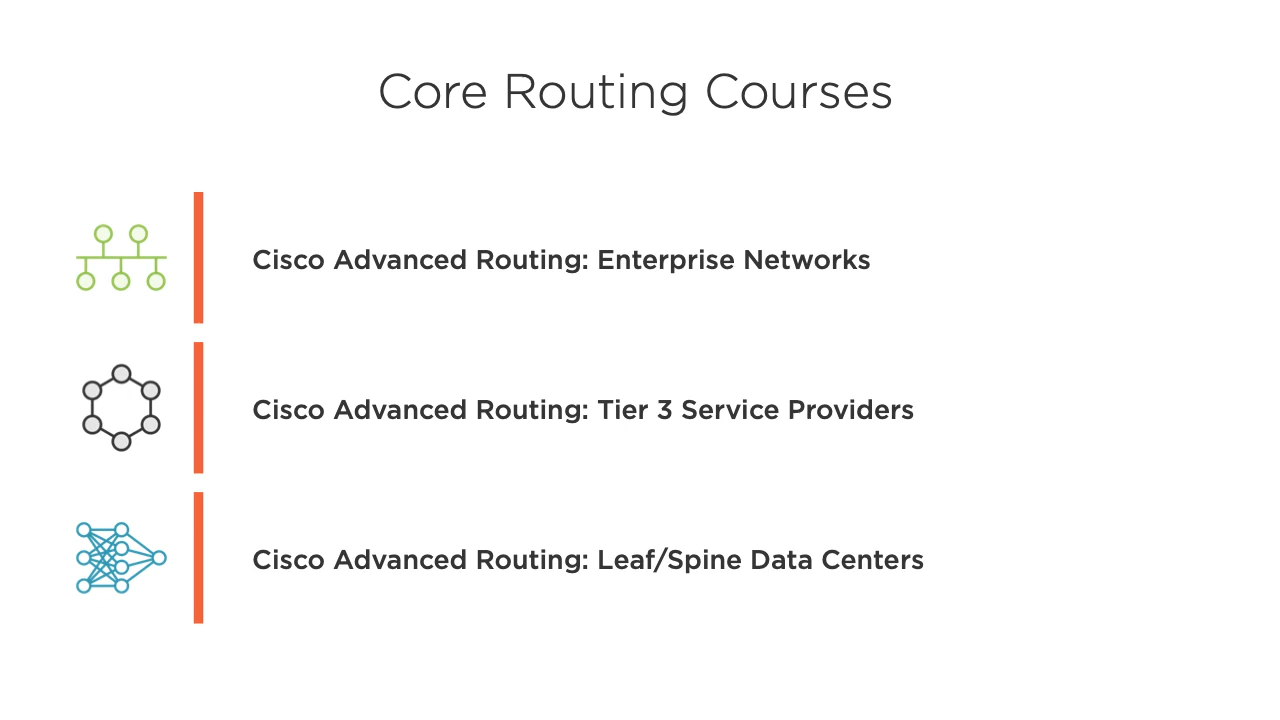 Core Routing Courses
Cisco Advanced Routing: Enterprise Networks
Cisco Advanced Routing: Tier 3 Service Providers
Cisco Advanced Routing: Leaf/Spine Data Centers